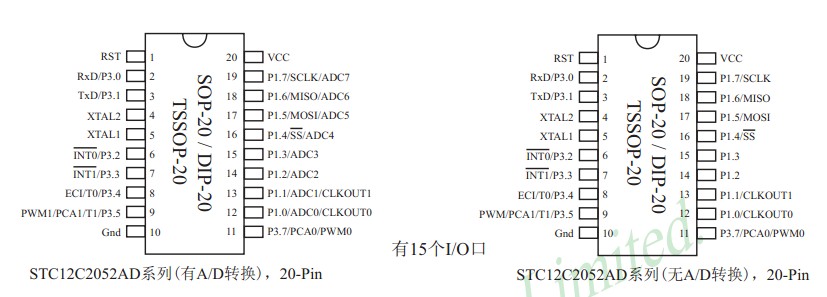 RST 1 20 VCC
RxD/P3.0 2 19 P1.7/SCLK/ADC7
TxD/P3.1 3 18 P1.6/MISO/ADC6
XTAL2 4 17 P1.5/MOSI/ADC5
XTAL1 5 16 P1.4/SS/ADC4
INT0/P3.2 6 15 P1.3/ADC3
INT1/P3.3 7 14 P1.2/ADC2
ECI/T0/P3.4 8 13 P1.1/ADC1/CLKOUT1
PWM1/PCA1/T1/P3.5 9 12 P1.0/ADC0/CLKOUT0
Gnd 10 11 P3.7/PCA0/PWM0
SOP-20 / DIP-20
TSSOP-20
STC12C2052AD系列(有A/D转换)，20-Pin
有15个I/O口
RST 1 20 VCC
RxD/P3.0 2 19 P1.7/SCLK
TxD/P3.1 3 18 P1.6/MISO
XTAL2 4 17 P1.5/MOSI
XTAL1 5 16 P1.4/SS
INT0/P3.2 6 15 P1.3
INT1/P3.3 7 14 P1.2
ECI/T0/P3.4 8 13 P1.1/CLKOUT1
PWM/PCA1/T1/P3.5 9 12 P1.0/CLKOUT0
Gnd 10 11 P3.7/PCA0/PWM0
SOP-20 / DIP-20
TSSOP-20
STC12C2052AD系列(无A/D转换)，20-Pin
Limited.